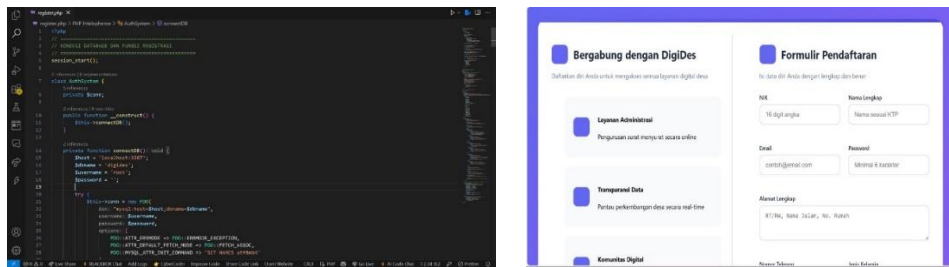 register.php
<?php
// KONEKSI DATABASE DAN FUNGSI REGISTRASI
session_start();
class AuthSystem {
private $conn;
public function __construct() {
$this->connectDB();
}
private function connectDB(): void {
$host = 'localhost:3307';
$dbname = 'digides';
$username = 'root';
$password = '';
try {
$this->conn = new PDO(
dsn: "mysql:host=$host;dbname=$dbname",
username: $username,
password: $password,
options: [
PDO::ATTR_ERRMODE => PDO::ERRMODE_EXCEPTION,
PDO::ATTR_DEFAULT_FETCH_MODE => PDO::FETCH_ASSOC,
PDO::MYSQL_ATTR_INIT_COMMAND => "SET NAMES utf8mb4"
Bergabung dengan DigiDes
Daftarkan diri Anda untuk mengakses semua layanan digital desa
Layanan Administrasi
Pengurusan surat menyurat secara online
Transparansi Data
Pantau perkembangan desa secara real-time
Komunitas Digital
Formulir Pendaftaran
Isi data diri Anda dengan lengkap dan benar
NIK
Nama Lengkap
16 digit angka
Nama sesuai KTP
Email
Password
contoh@email.com
Minimal 6 karakter
Alamat Lengkap
RT/RW, Nama Jalan, No. Rumah
Nomor Telepon
Jenis Kelamin